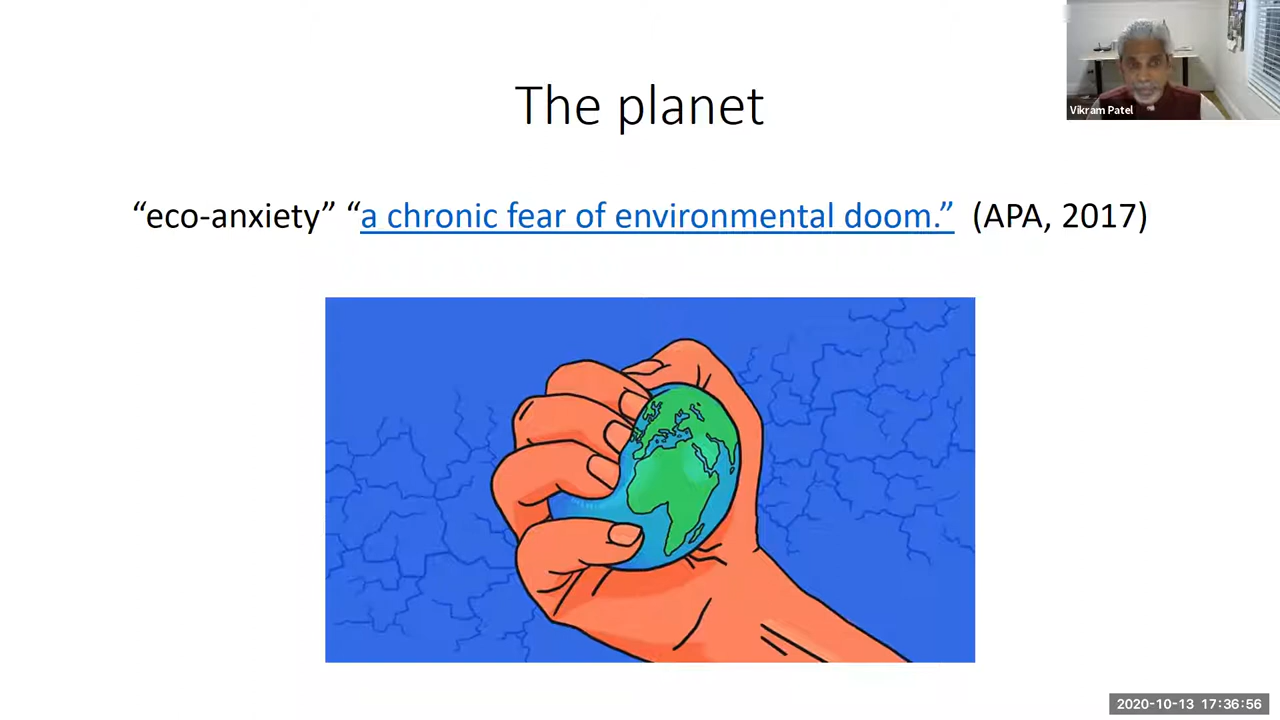 The planet
Vikram Patel
“eco-anxiety” “a chronic fear of environmental doom.” (APA, 2017)
2020-10-13 17:36:56